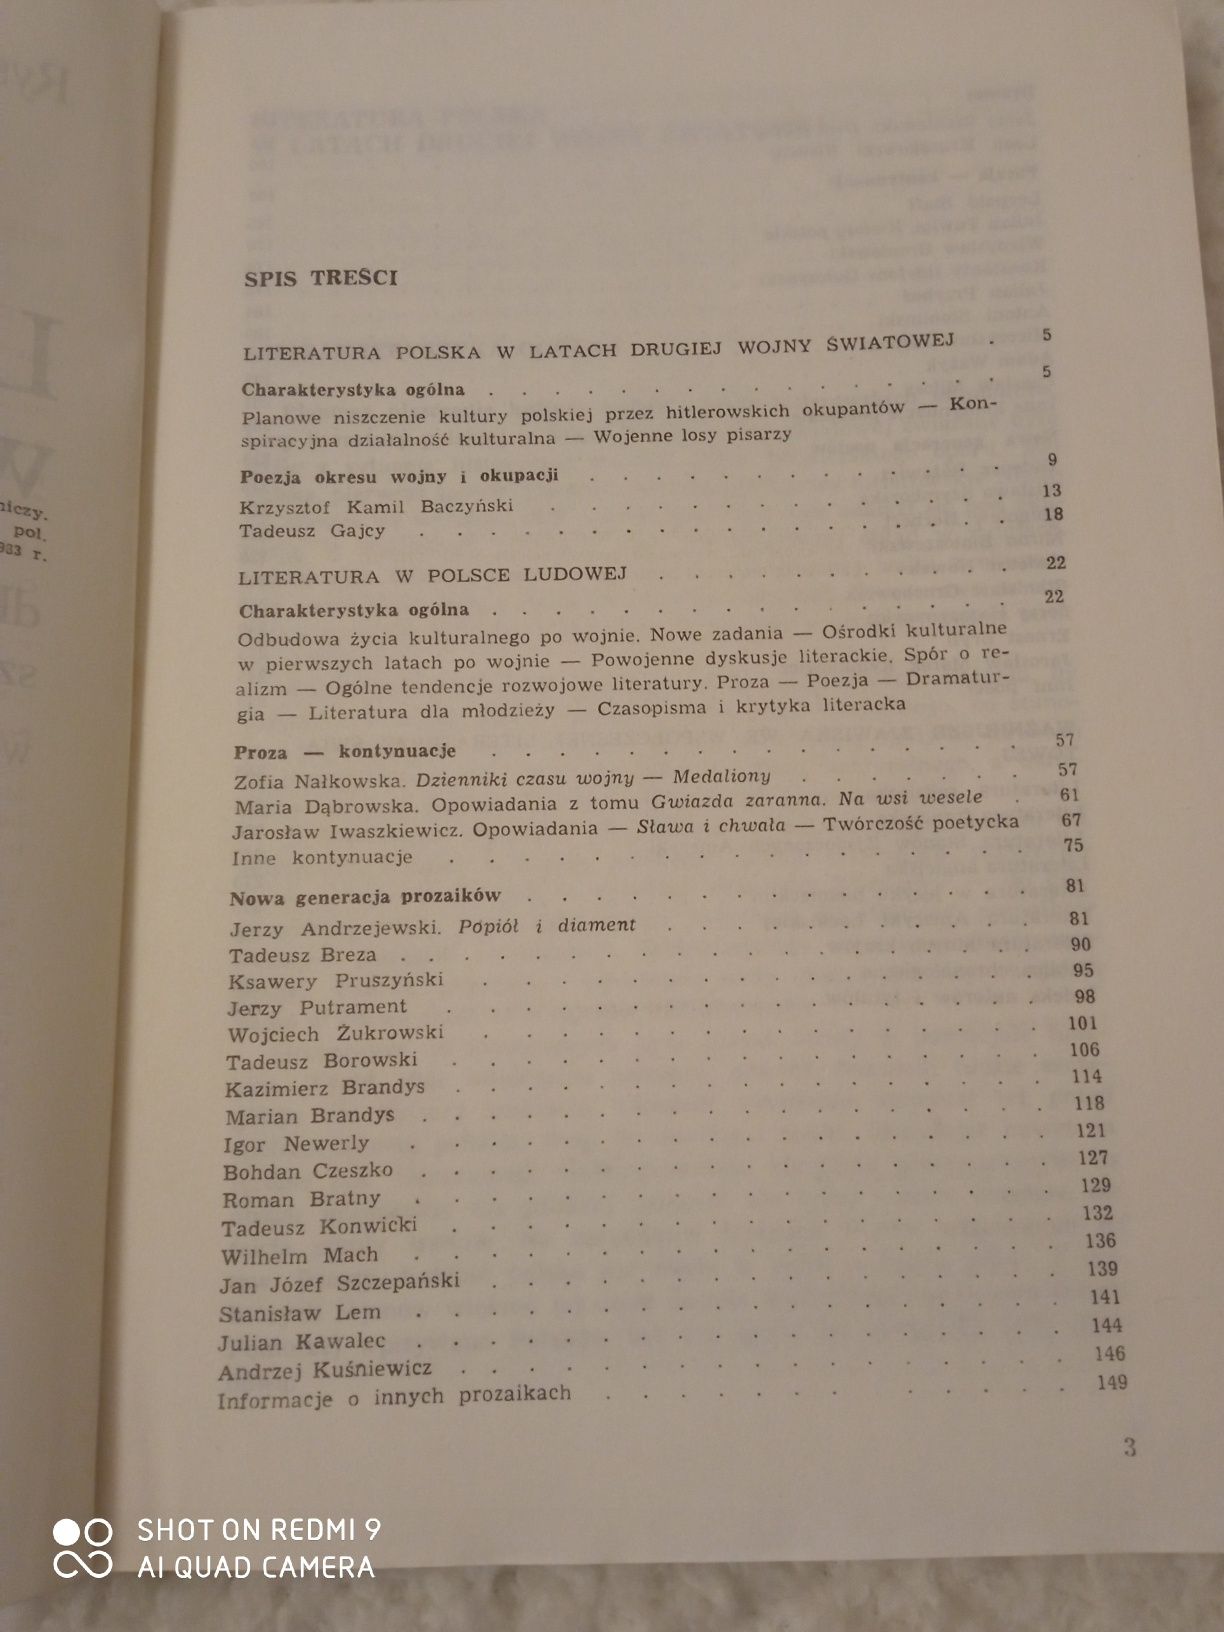 SPIS TREŚCI
LITERATURA POLSKA W LATACH DRUGIEJ WOJNY ŚWIATOWEJ . 5
Charakterystyka ogólna . . . . . . . . . . . . . . . 5
Planowe niszczenie kultury polskiej przez hitlerowskich okupantów — Kon-
spiracyjna działalność kulturalna — Wojenne losy pisarzy
Poezja okresu wojny i okupacji . . . . . . . . . . . . 9
Krzysztof Kamil Baczyński . . . . . . . . . . . . . 13
Tadeusz Gajcy . . . . . . . . . . . . . . . . 18
LITERATURA W POLSCE LUDOWEJ . . . . . . . . . . 22
Charakterystyka ogólna . . . . . . . . . . . . . . . 22
Odbudowa życia kulturalnego po wojnie. Nowe zadania — Ośrodki kulturalne
w pierwszych latach po wojnie — Powojenne dyskusje literackie. Spór o re-
alizm — Ogólne tendencje rozwojowe literatury. Proza — Poezja — Dramatur-
gia — Literatura dla młodzieży — Czasopisma i krytyka literacka
Proza — kontynuacje . . . . . . . . . . . . . . . 57
Zofia Nałkowska. Dzienniki czasu wojny — Medaliony . . . . . . 57
Maria Dąbrowska. Opowiadania z tomu Gwiazda zaranna. Na wsi wesele . 61
Jarosław Iwaszkiewicz. Opowiadania — Sława i chwała — Twórczość poetycka 67
Inne kontynuacje . . . . . . . . . . . . . . . . 75
Nowa generacja prozaików . . . . . . . . . . . . . . 81
Jerzy Andrzejewski. Popiół i diament . . . . . . . . . . 81
Tadeusz Breza . . . . . . . . . . . . . . . . . 90
Ksawery Pruszyński . . . . . . . . . . . . . . . 95
Jerzy Putrament . . . . . . . . . . . . . . . . 98
Wojciech Żukrowski . . . . . . . . . . . . . . . 101
Tadeusz Borowski . . . . . . . . . . . . . . . . 106
Kazimierz Brandys . . . . . . . . . . . . . . . . 114
Marian Brandys . . . . . . . . . . . . . . . . . 118
Igor Newerly . . . . . . . . . . . . . . . . . 121
Bohdan Czeszko . . . . . . . . . . . . . . . . . 127
Roman Bratny . . . . . . . . . . . . . . . . . 129
Tadeusz Konwicki . . . . . . . . . . . . . . . . 132
Wilhelm Mach . . . . . . . . . . . . . . . . . 136
Jan Józef Szczepański . . . . . . . . . . . . . . . 139
Stanisław Lem . . . . . . . . . . . . . . . . . 141
Julian Kawalec . . . . . . . . . . . . . . . . . 144
Andrzej Kuśniewicz . . . . . . . . . . . . . . . . 146
Informacje o innych prozaikach . . . . . . . . . . . . 149
3
SHOT ON REDMI 9
AI QUAD CAMERA